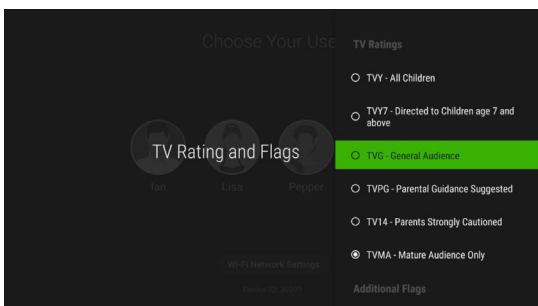 Choose Your Use
TV Ratings
TVY - All Children
TVY7 - Directed to Children age 7 and
above
TV Rating and Flags
TVG - General Audience
Ian
Lisa
Pepper
TVPG - Parental Guidance Suggested
TV14 - Parents Strongly Cautioned
TVMA - Mature Audience Only
Wi-Fi Network Settings
Additional Flags